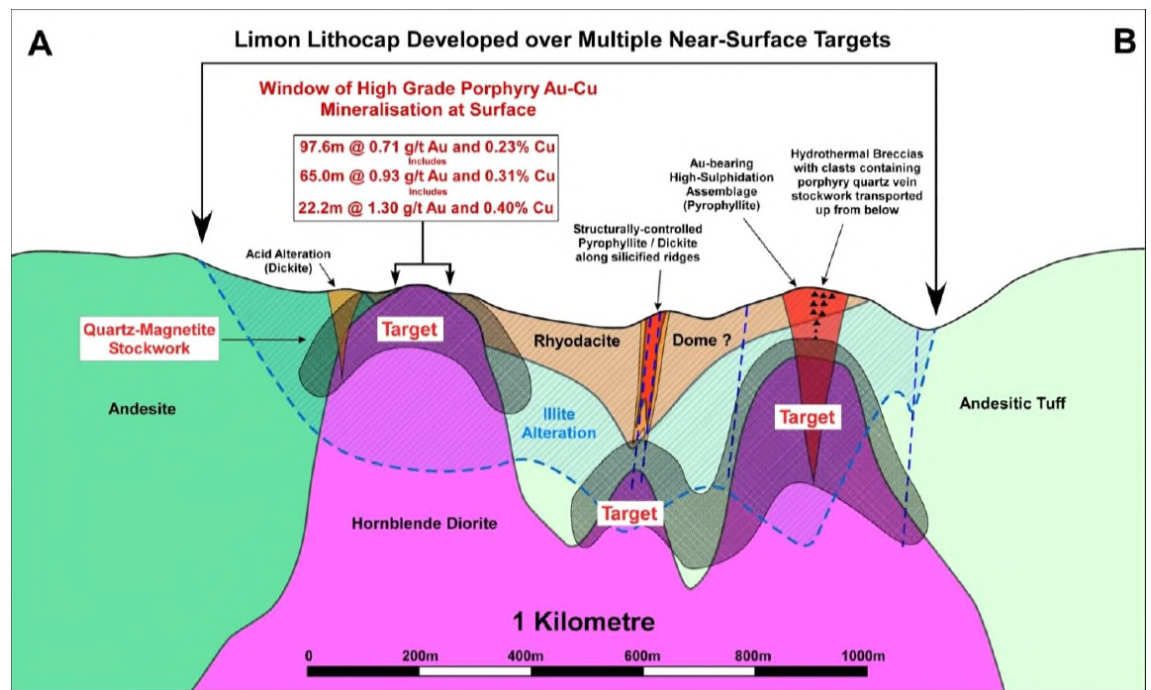 A
Limon Lithocap Developed over Multiple Near-Surface Targets
B
Window of High Grade Porphyry Au-Cu
Mineralisation at Surface
97.6m @ 0.71 g/t Au and 0.23% Cu
Includes
65.0m @ 0.93 g/t Au and 0.31% Cu
Includes
22.2m @ 1.30 g/t Au and 0.40% Cu
Au-bearing
High-Sulphidation
Assemblage
(Pyrophyllite)
Hydrothermal Breccias
with clasts containing
porphyry quartz vein
stockwork transported
up from below
Structurally-controlled
Pyrophyllite / Dickite
along silicified ridges
Acid Alteration
(Dickite)
Quartz-Magnetite
Stockwork
Target
Rhyodacite
Dome ?
Andesite
Illite
Alteration
Target
Andesitic Tuff
Target
Hornblende Diorite
1 Kilometre
0
200m
400m
600m
800m
1000m